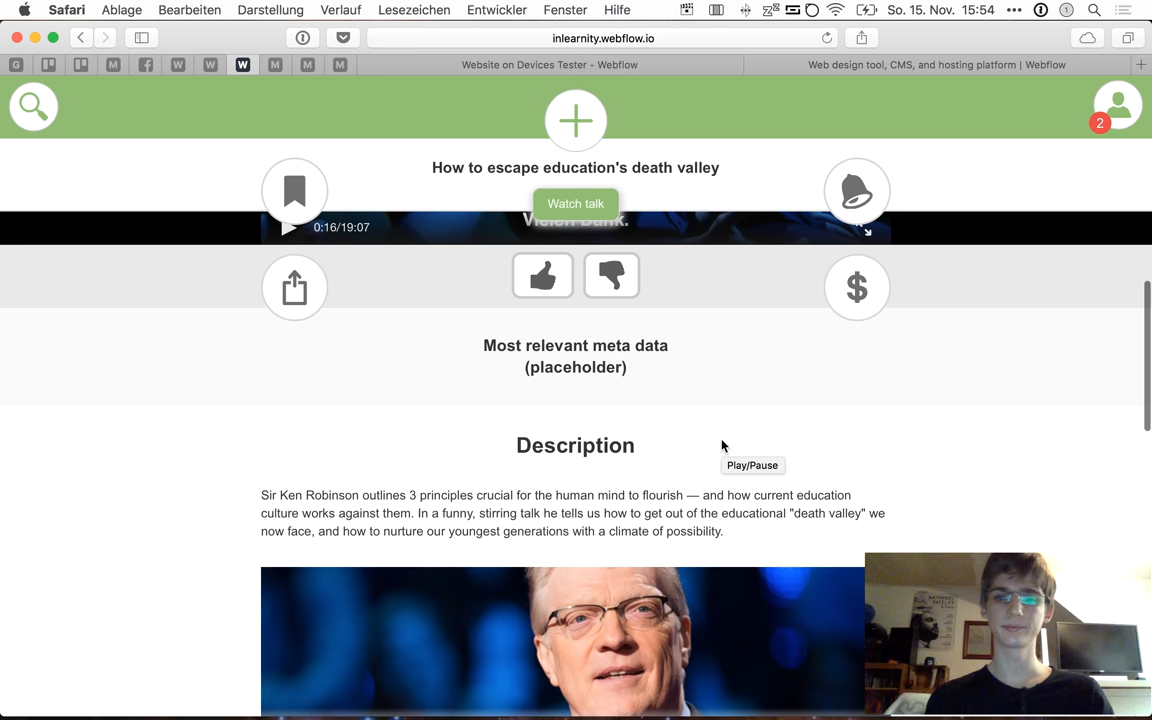 Safari Ablage Bearbeiten Darstellung Verlauf Lesezeichen Entwickler Fenster Hilfe So. 15. Nov. 15:54
inlearnity.webflow.io
Website on Devices Tester - Webflow
Web design tool, CMS, and hosting platform | Webflow
2
How to escape education's death valley
Watch talk
Vielen Dank.
0:16/19:07
$
Most relevant meta data
(placeholder)
Description
Play/Pause
Sir Ken Robinson outlines 3 principles crucial for the human mind to flourish — and how current education
culture works against them. In a funny, stirring talk he tells us how to get out of the educational "death valley" we
now face, and how to nurture our youngest generations with a climate of possibility.